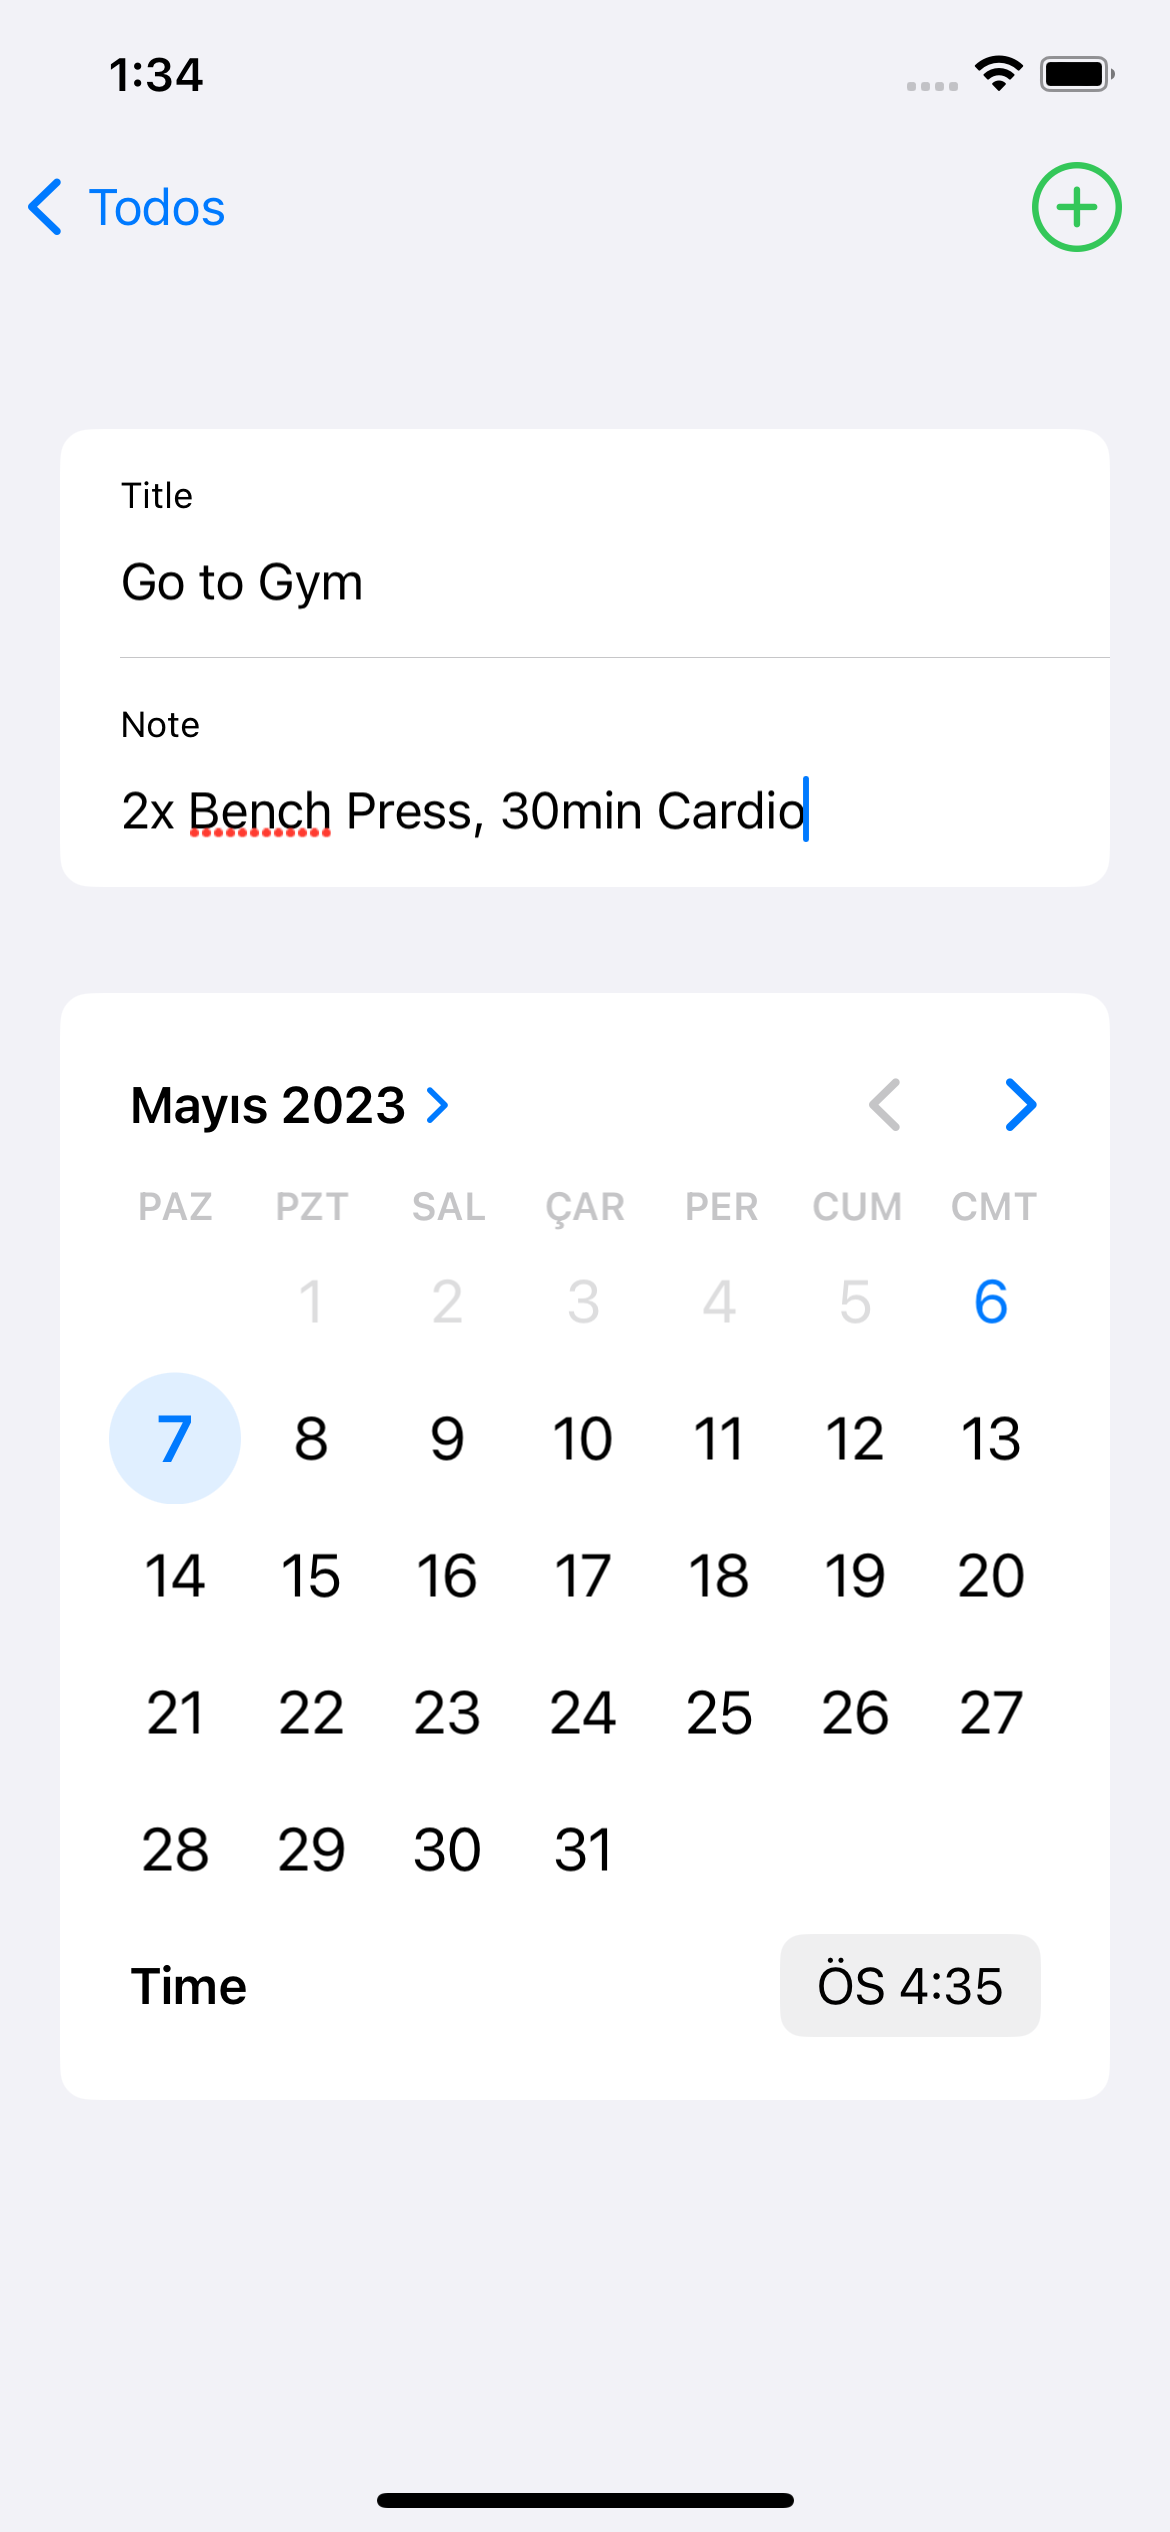 1:34
Todos
Title
Go to Gym
Note
2x Bench Press, 30min Cardio
Mayıs 2023
PAZ PZT SAL ÇAR PER CUM CMT
1 2 3 4 5 6
7 8 9 10 11 12 13
14 15 16 17 18 19 20
21 22 23 24 25 26 27
28 29 30 31
Time ÖS 4:35